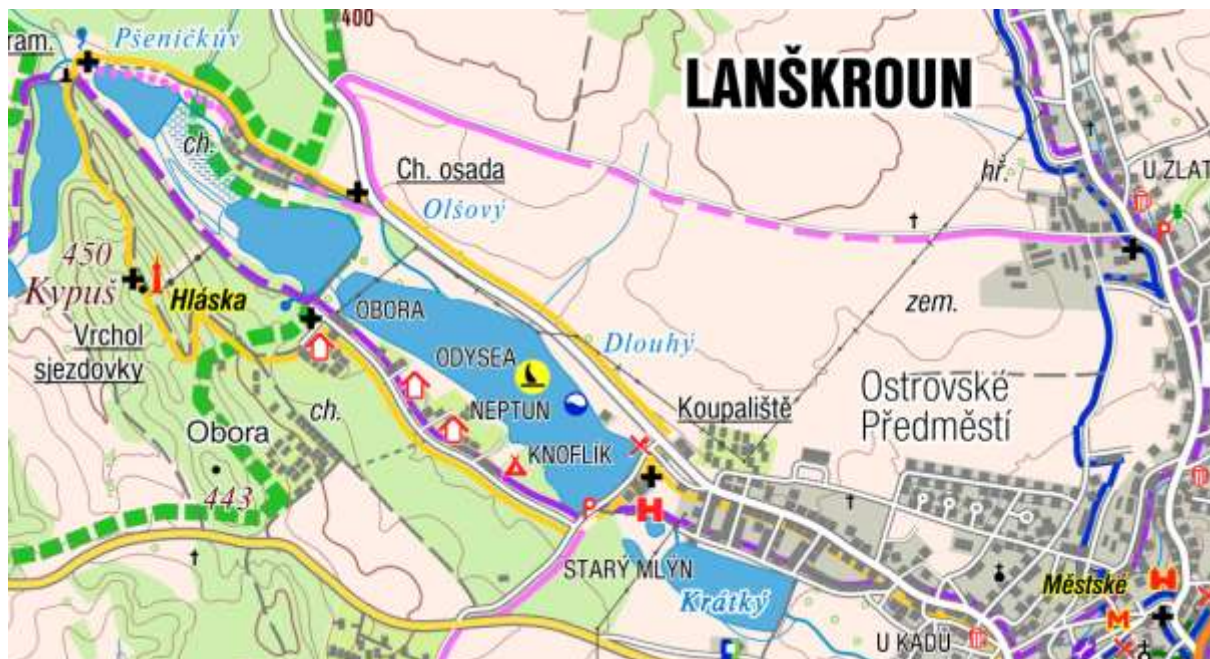 400
ram.
Pšeničkův
LANŠKROUN
ch.
Ch. osada
hř.
U ZLAT
Olšový
450
Kypuš
Hláska
OBORA
zem.
Vrchol
sjezdovky
ODYSEA
Dlouhý
ch.
NEPTUN
Koupaliště
Ostrovské
Předměstí
Obora
KNOFLÍK
443
P
H
P
STARÝ MLÝN
Městské
Krátký
M
U KADU